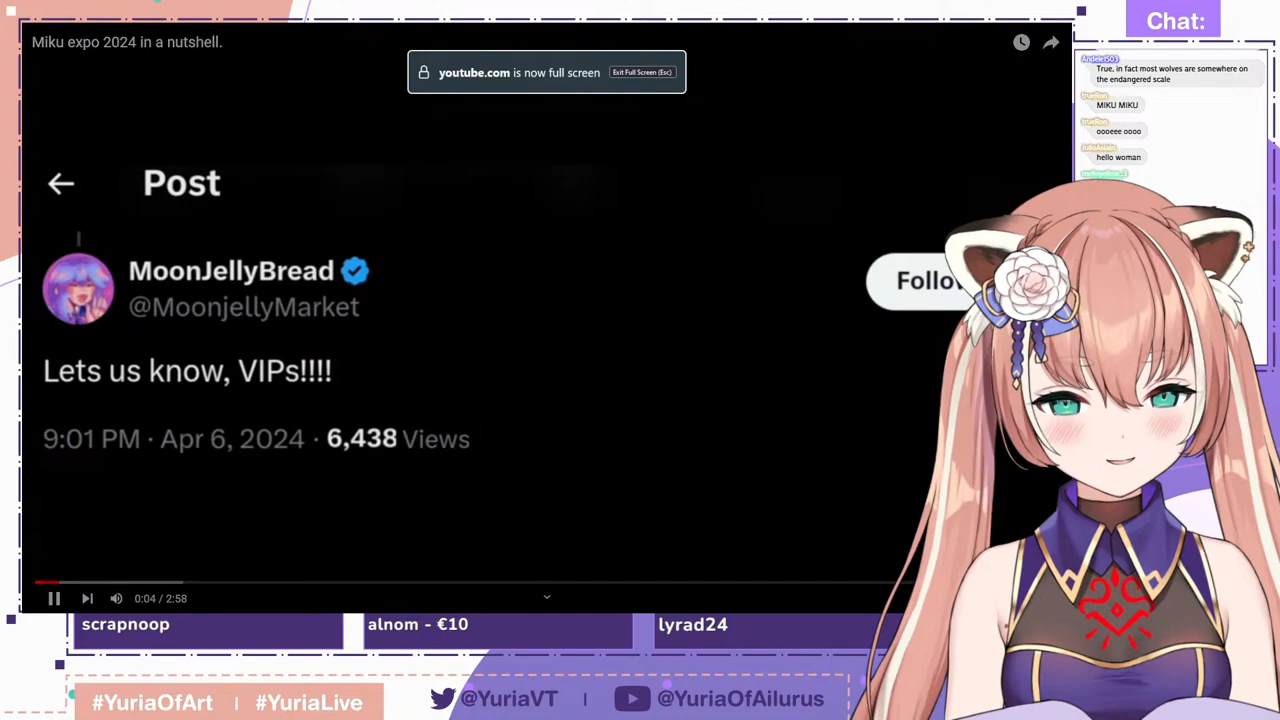 Miku expo 2024 in a nutshell.
youtube.com is now full screen
Exit Full Screen (Esc)
Post
MoonJellyBread
@MoonjellyMarket
Lets us know, VIPs!!!!
9:01 PM · Apr 6, 2024 · 6,438 Views
0:04 / 2:58
Chat:
True, in fact most wolves are somewhere on
the endangered scale
MIKU MIKU
oooeee oooo
hello woman
scrapnoop
alnom - €10
lyrad24
#YuriaOfArt | #YuriaLive
@YuriaVT | @YuriaOfAilurus